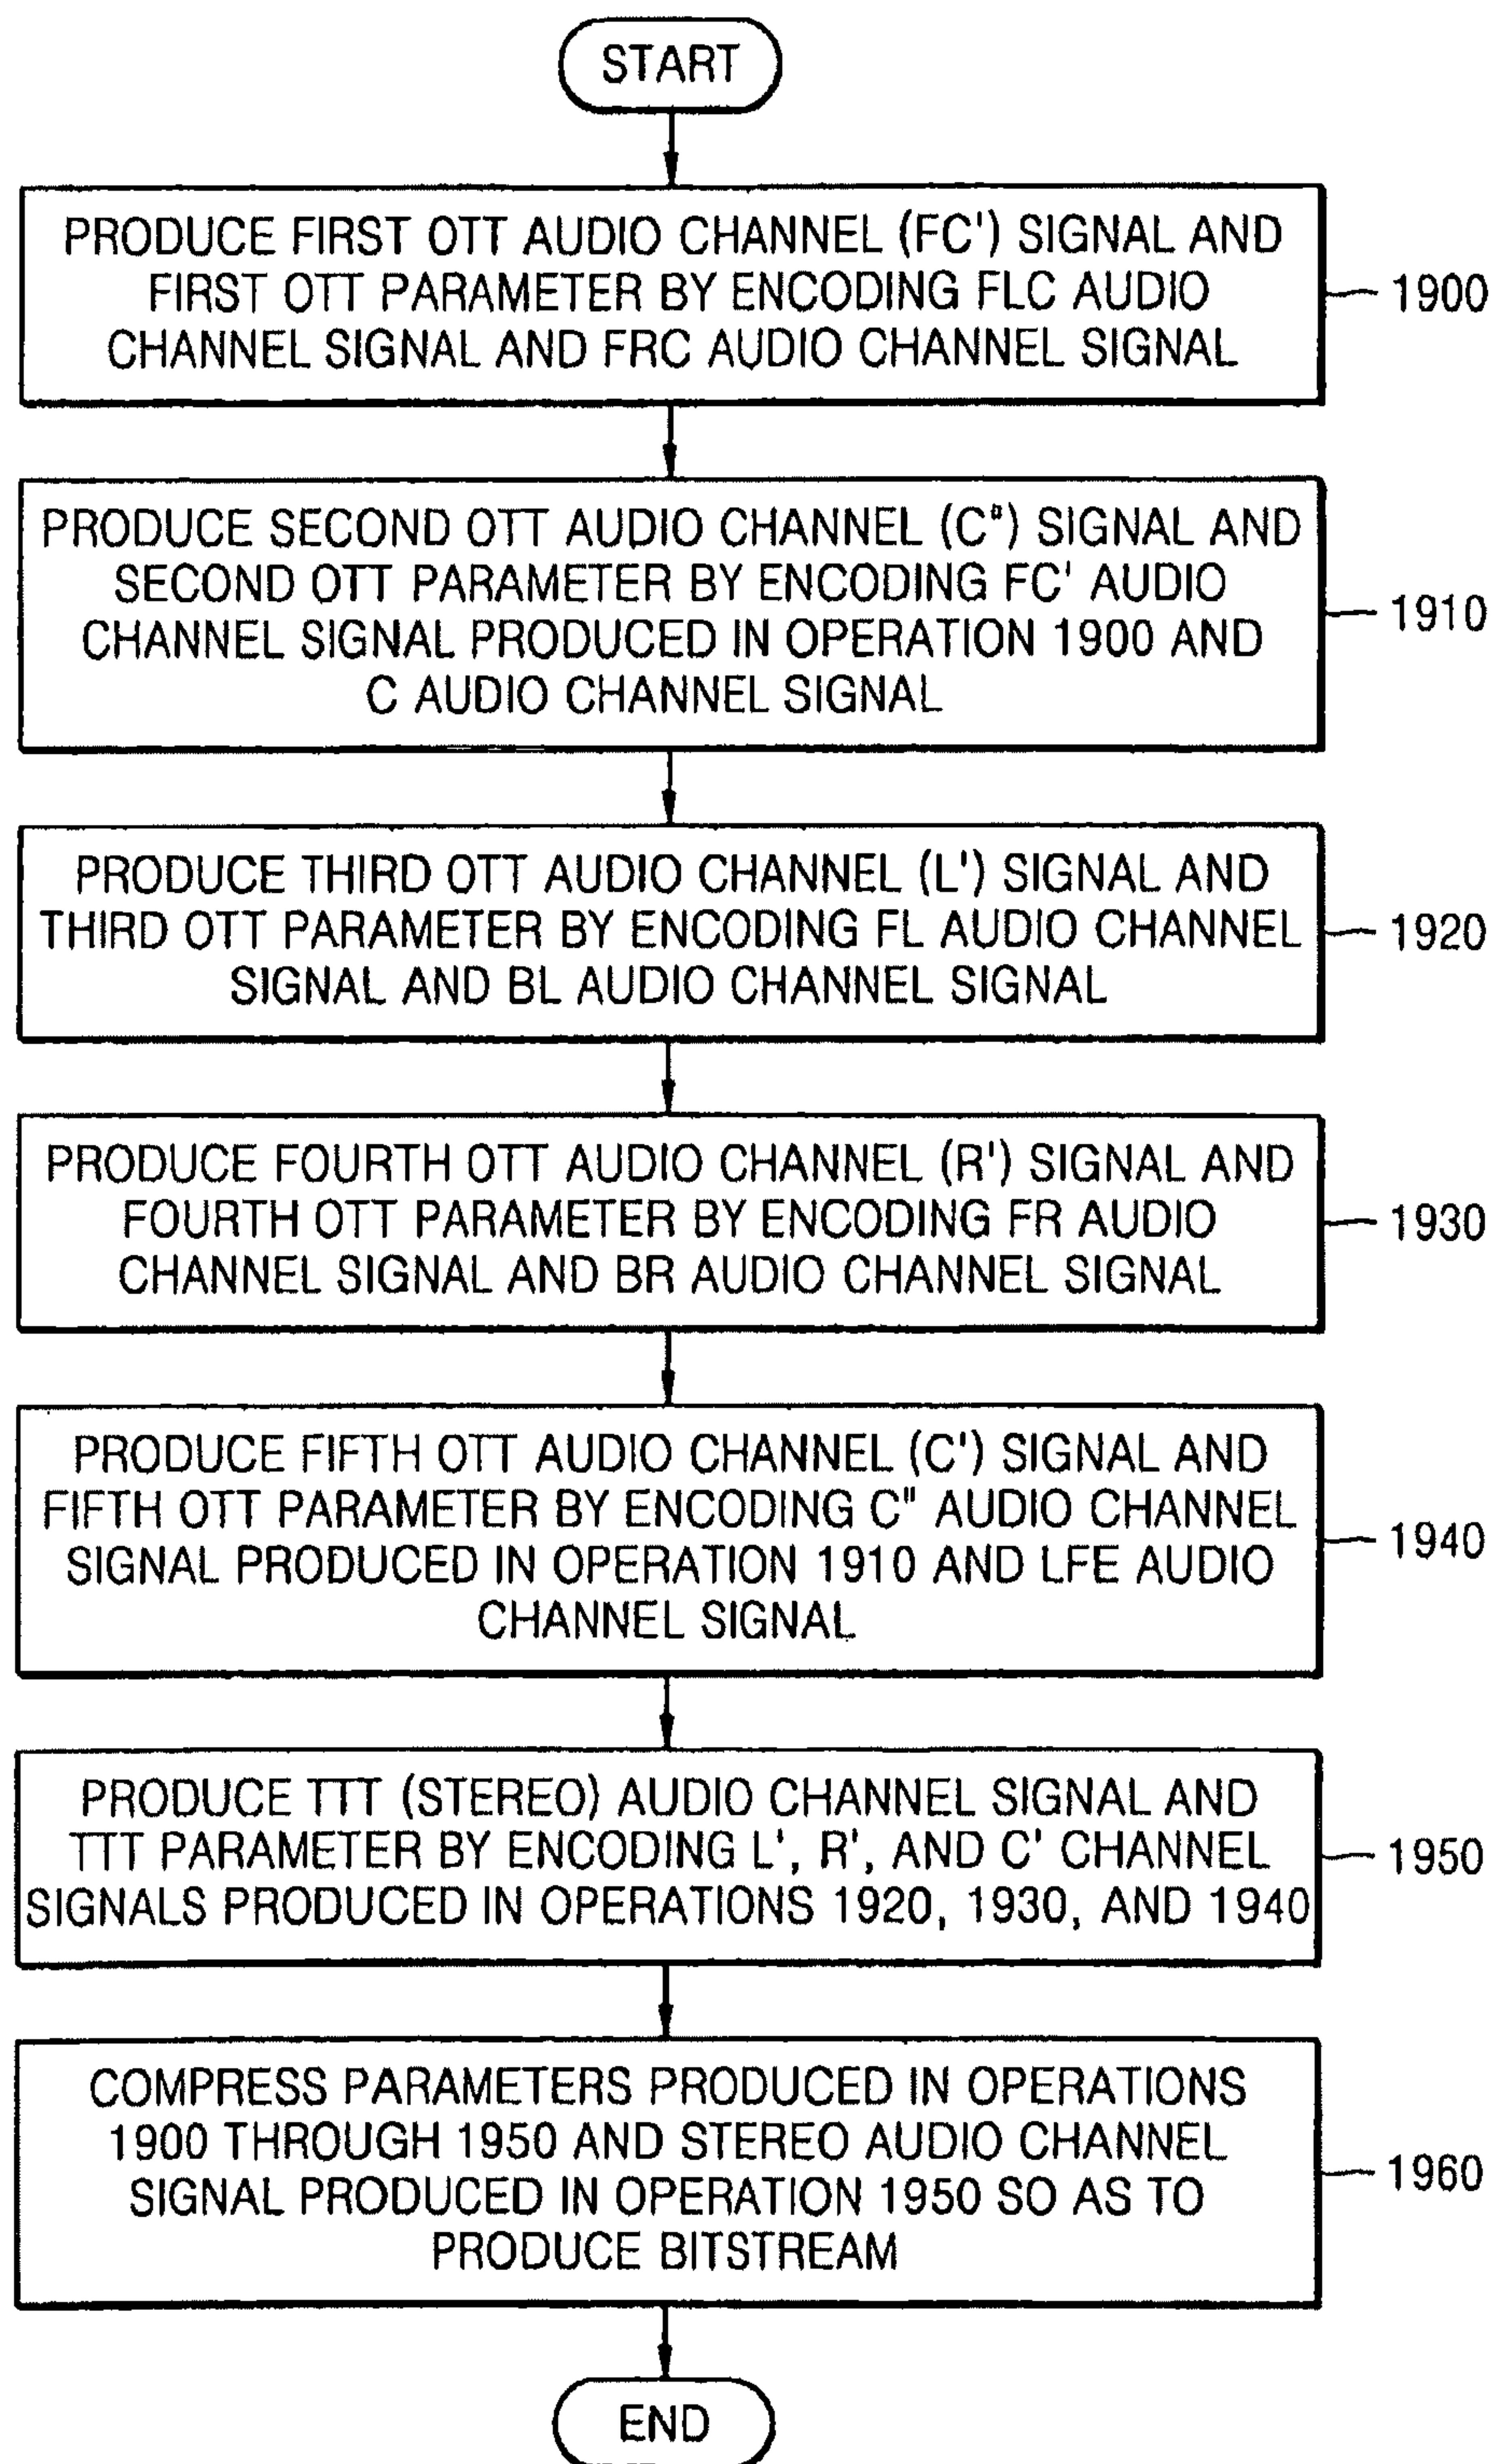 START
PRODUCE FIRST OTT AUDIO CHANNEL (FC') SIGNAL AND
FIRST OTT PARAMETER BY ENCODING FLC AUDIO
CHANNEL SIGNAL AND FRC AUDIO CHANNEL SIGNAL
1900
PRODUCE SECOND OTT AUDIO CHANNEL (C") SIGNAL AND
SECOND OTT PARAMETER BY ENCODING FC' AUDIO
CHANNEL SIGNAL PRODUCED IN OPERATION 1900 AND
C AUDIO CHANNEL SIGNAL
1910
PRODUCE THIRD OTT AUDIO CHANNEL (L') SIGNAL AND
THIRD OTT PARAMETER BY ENCODING FL AUDIO CHANNEL
SIGNAL AND BL AUDIO CHANNEL SIGNAL
1920
PRODUCE FOURTH OTT AUDIO CHANNEL (R') SIGNAL AND
FOURTH OTT PARAMETER BY ENCODING FR AUDIO
CHANNEL SIGNAL AND BR AUDIO CHANNEL SIGNAL
1930
PRODUCE FIFTH OTT AUDIO CHANNEL (C') SIGNAL AND
FIFTH OTT PARAMETER BY ENCODING C" AUDIO CHANNEL
SIGNAL PRODUCED IN OPERATION 1910 AND LFE AUDIO
CHANNEL SIGNAL
1940
PRODUCE TTT (STEREO) AUDIO CHANNEL SIGNAL AND
TTT PARAMETER BY ENCODING L', R', AND C' CHANNEL
SIGNALS PRODUCED IN OPERATIONS 1920, 1930, AND 1940
1950
COMPRESS PARAMETERS PRODUCED IN OPERATIONS
1900 THROUGH 1950 AND STEREO AUDIO CHANNEL
SIGNAL PRODUCED IN OPERATION 1950 SO AS TO
PRODUCE BITSTREAM
1960
END